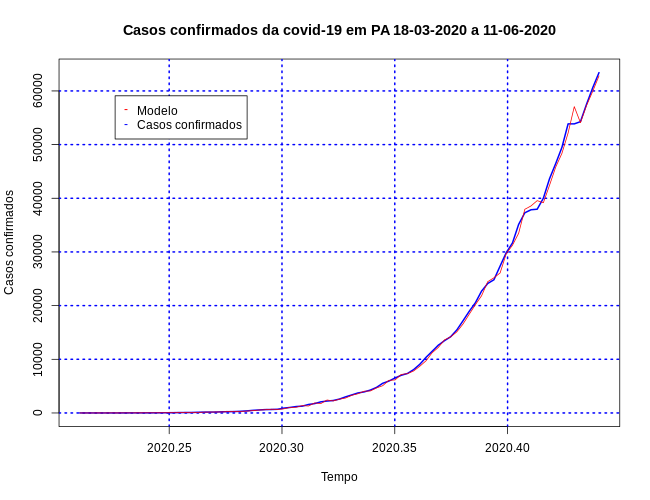 Casos confirmados da covid-19 em PA 18-03-2020 a 11-06-2020
Casos confirmados
60000
50000
40000
30000
20000
10000
0
- Modelo
- Casos confirmados
2020.25 2020.30 2020.35 2020.40
Tempo